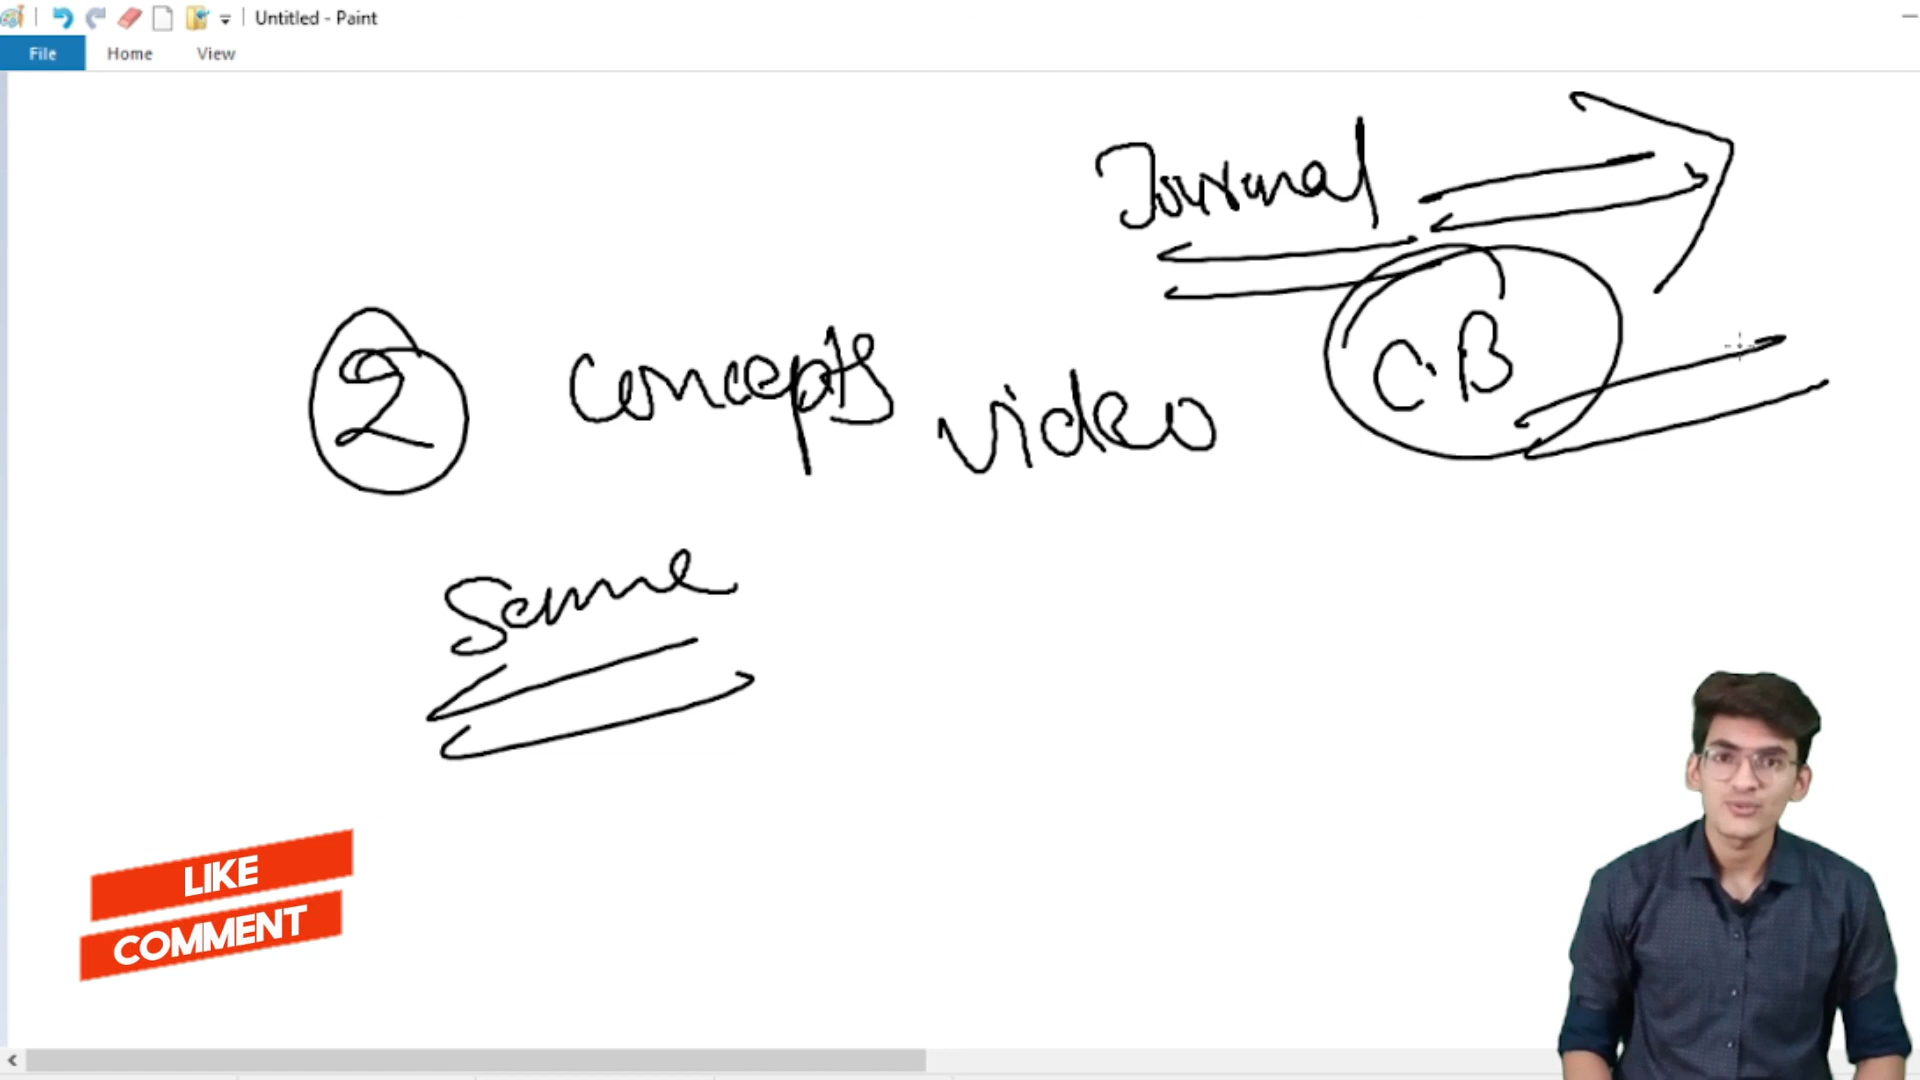 Untitled - Paint
File Home View
Journal
2 concepts video
C.B
Same
LIKE
COMMENT